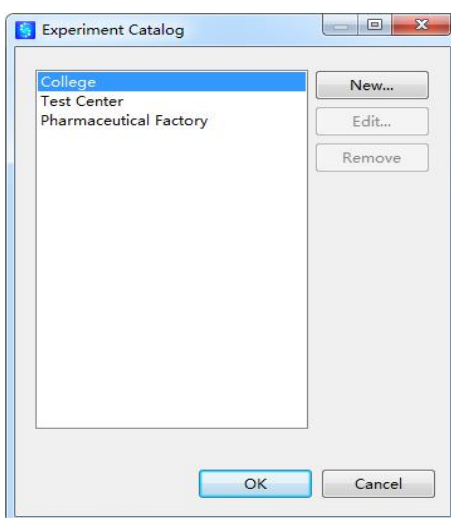 Experiment Catalog
College
Test Center
Pharmaceutical Factory
New...
Edit...
Remove
OK
Cancel